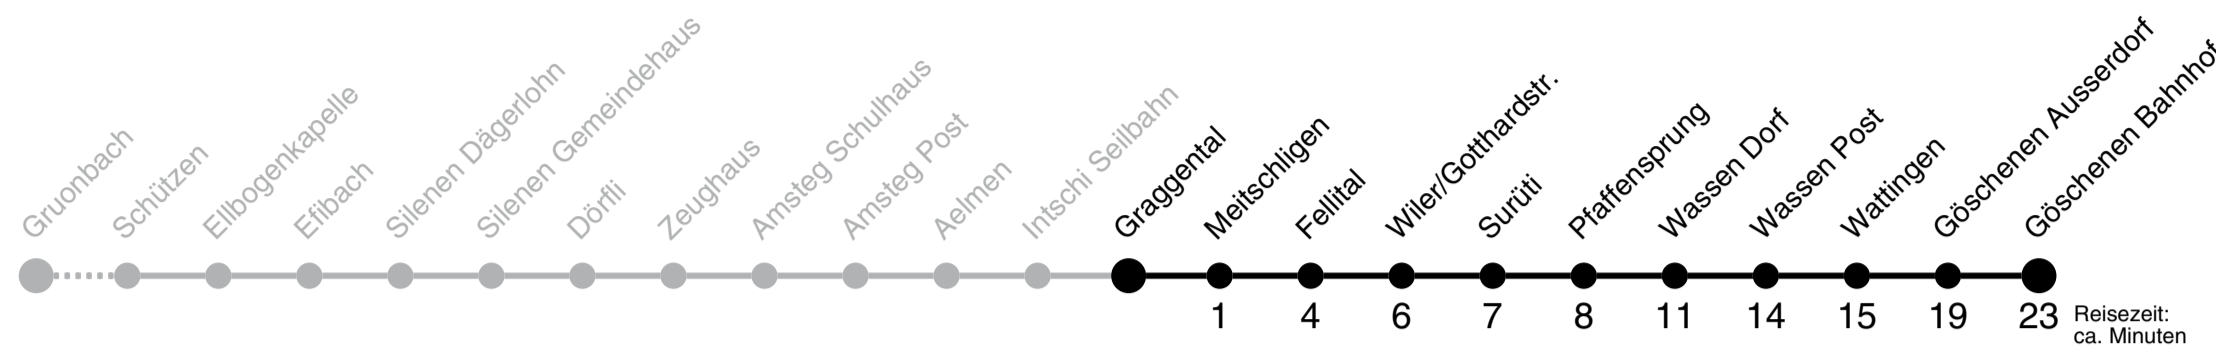 Gruonbach
Schützen
Ellbogenkapelle
Efibach
Silenen Dägerlohn
Silenen Gemeindehaus
Dörfli
Zeughaus
Amsteg Schulhaus
Amsteg Post
Aelmen
Intschi Seilbahn
Graggental
Meitschligen
Fellital
Wiler/Gotthardstr.
Surüti
Pfaffensprung
Wassen Dorf
Wassen Post
Wattingen
Göschenen Ausserdorf
Göschenen Bahnhof
1 4 6 7 8 11 14 15 19 23
Reisezeit:
ca. Minuten